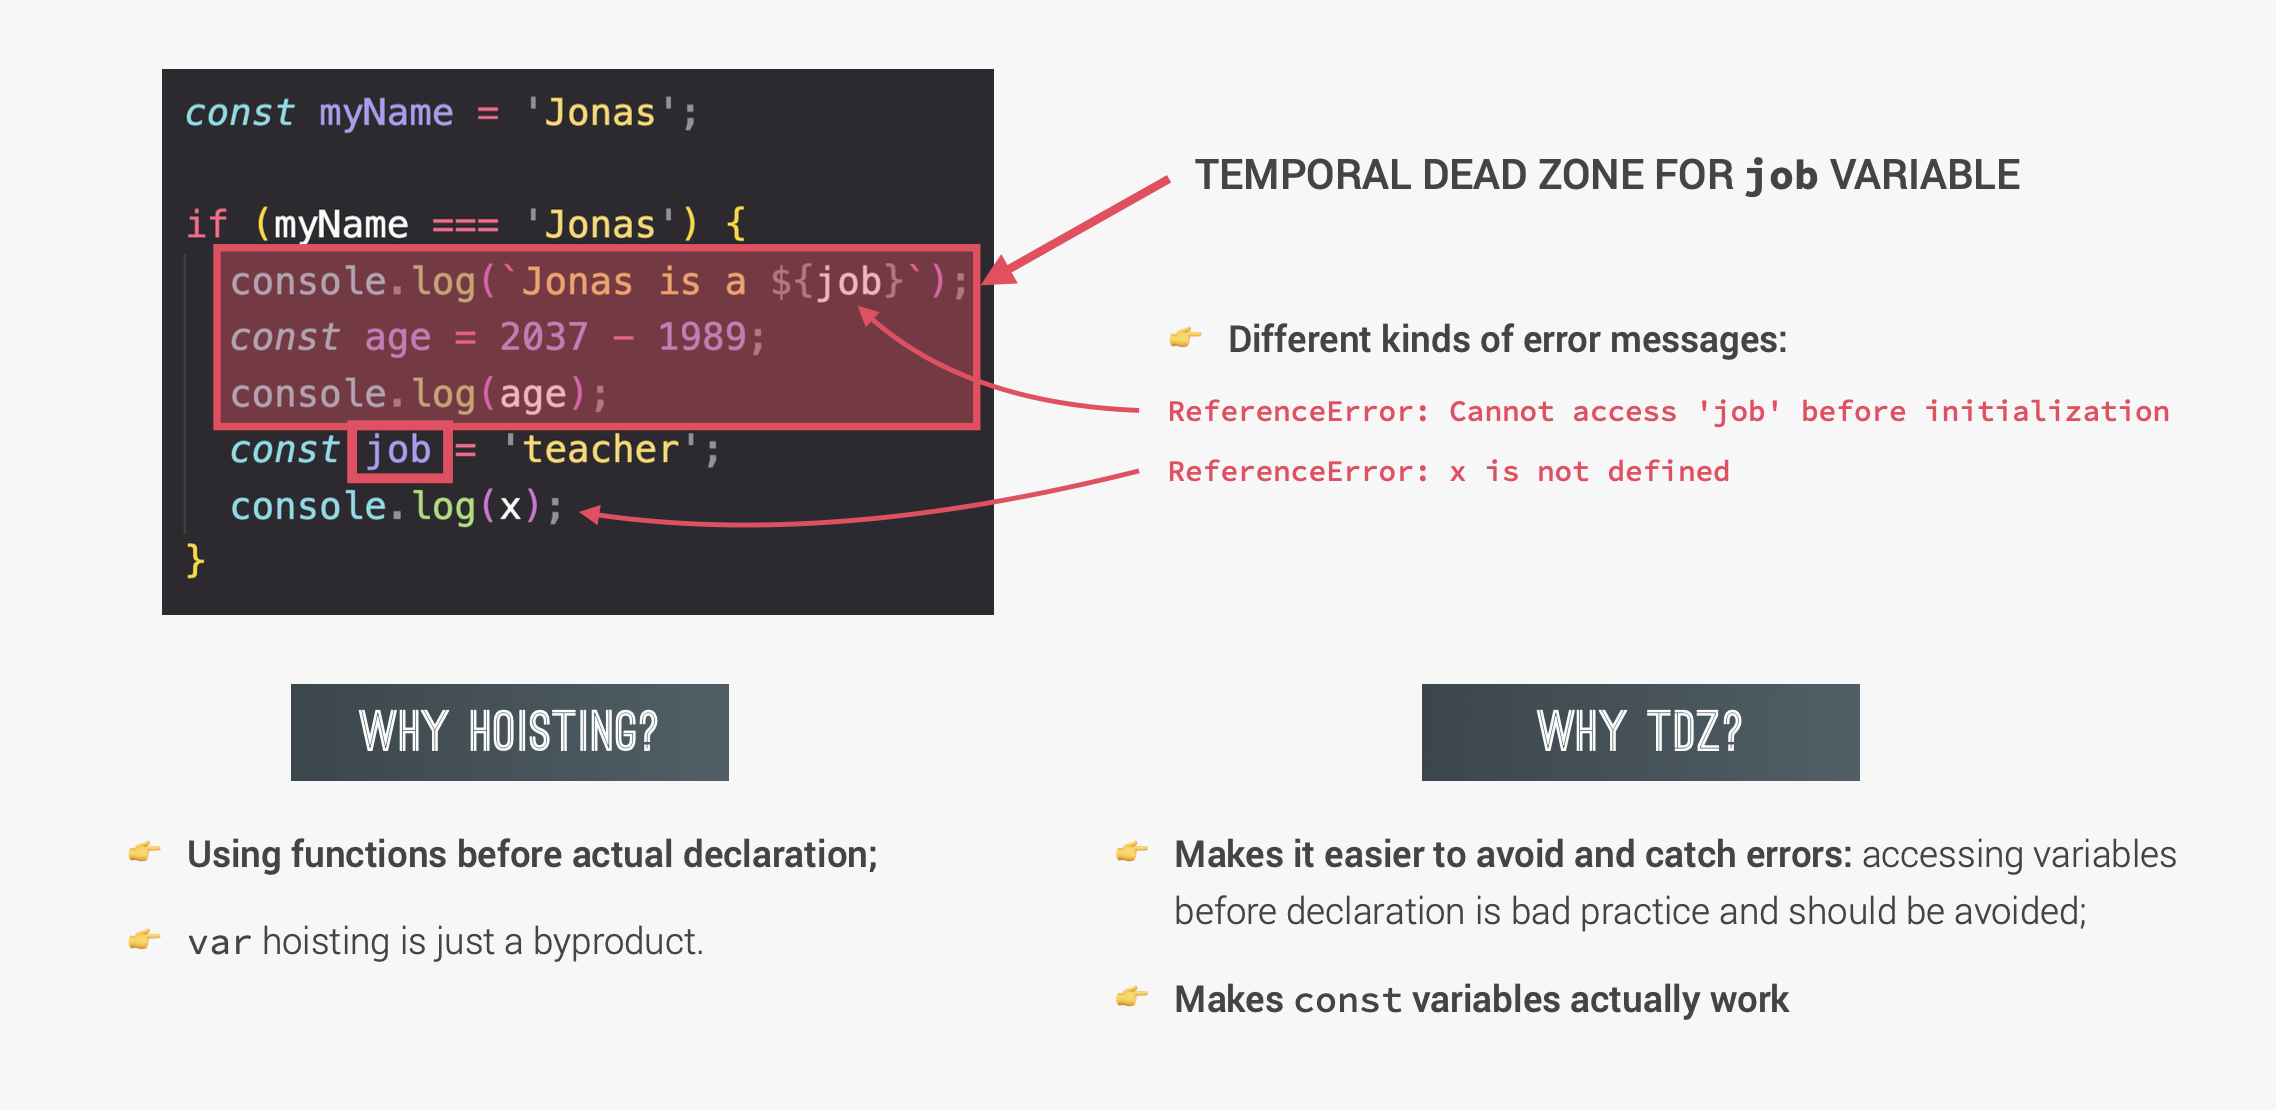 const myName = 'Jonas';
if (myName === 'Jonas') {
console.log(`Jonas is a ${job}`);
const age = 2037 - 1989;
console.log(age);
const job = 'teacher';
console.log(x);
}
TEMPORAL DEAD ZONE FOR job VARIABLE
👉 Different kinds of error messages:
ReferenceError: Cannot access 'job' before initialization
ReferenceError: x is not defined
WHY HOISTING?
👉 Using functions before actual declaration;
👉 var hoisting is just a byproduct.
WHY TDZ?
👉 Makes it easier to avoid and catch errors: accessing variables
before declaration is bad practice and should be avoided;
👉 Makes const variables actually work